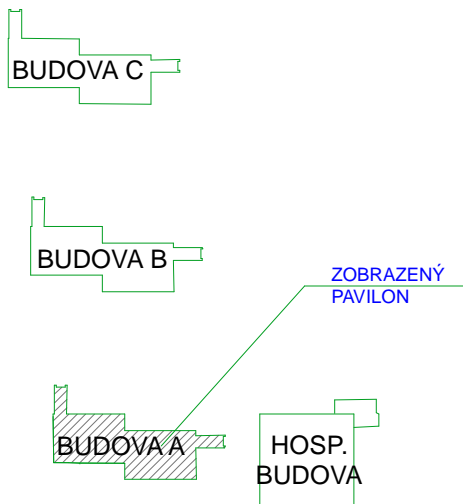 BUDOVA C
BUDOVA B
ZOBRAZENÝ
PAVILON
BUDOVA A
HOSP.
BUDOVA